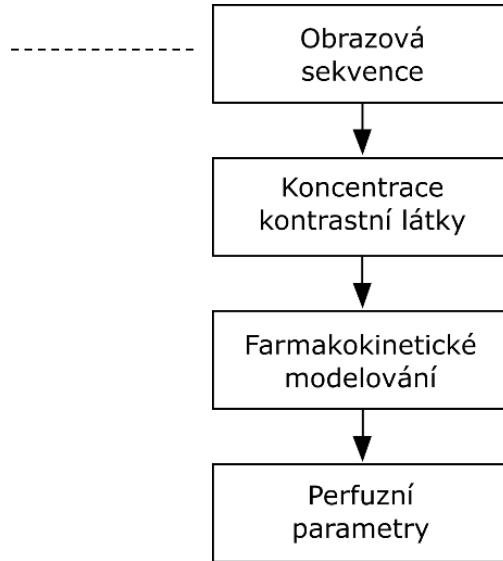 Obrazová
sekvence
Koncentrace
kontrastní látky
Farmakokinetické
modelování
Perfuzní
parametry